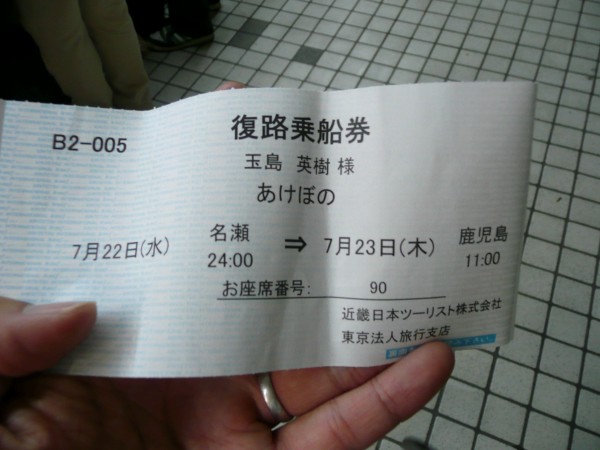 B2-005
復路乗船券
玉島 英樹 様
あけぼの
7月22日(水) 名瀬 24:00 ⇒ 7月23日(木) 鹿児島 11:00
お座席番号: 90
近畿日本ツーリスト株式会社
東京法人旅行支店